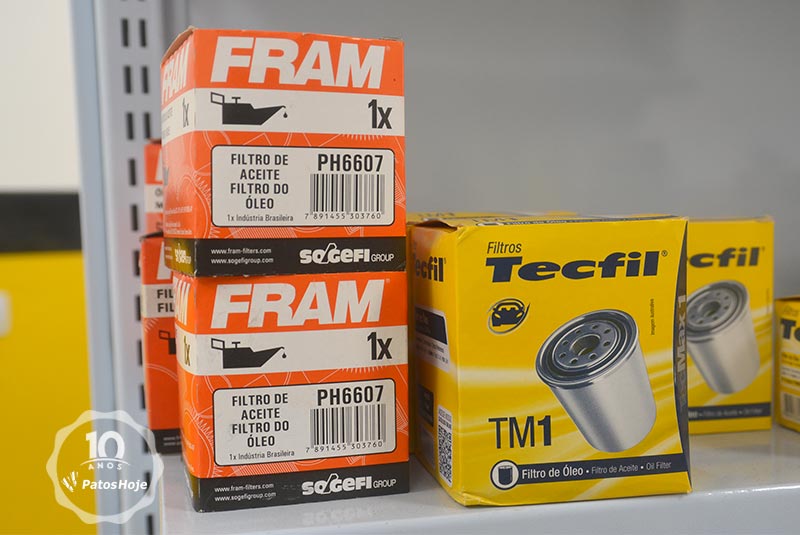 FRAM
1x
FILTRO DE
ACEITE
FILTRO DO
ÓLEO
PH6607
1x Indústria Brasileira
7 891455 303760
www.fram-filters.com
www.sogefigroup.com
SOGEFI GROUP
FRAM
1x
FILTRO DE
ACEITE
FILTRO DO
ÓLEO
PH6607
1x Indústria Brasileira
7 891455 303760
www.fram-filters.com
www.sogefigroup.com
SOGEFI GROUP
FRAM
Filtros
Tecfil®
TM1
Filtro de Óleo • Filtro de Aceite • Oil Filter
Imagem Ilustrativa
Tecfil
10
ANOS
PatosHoje